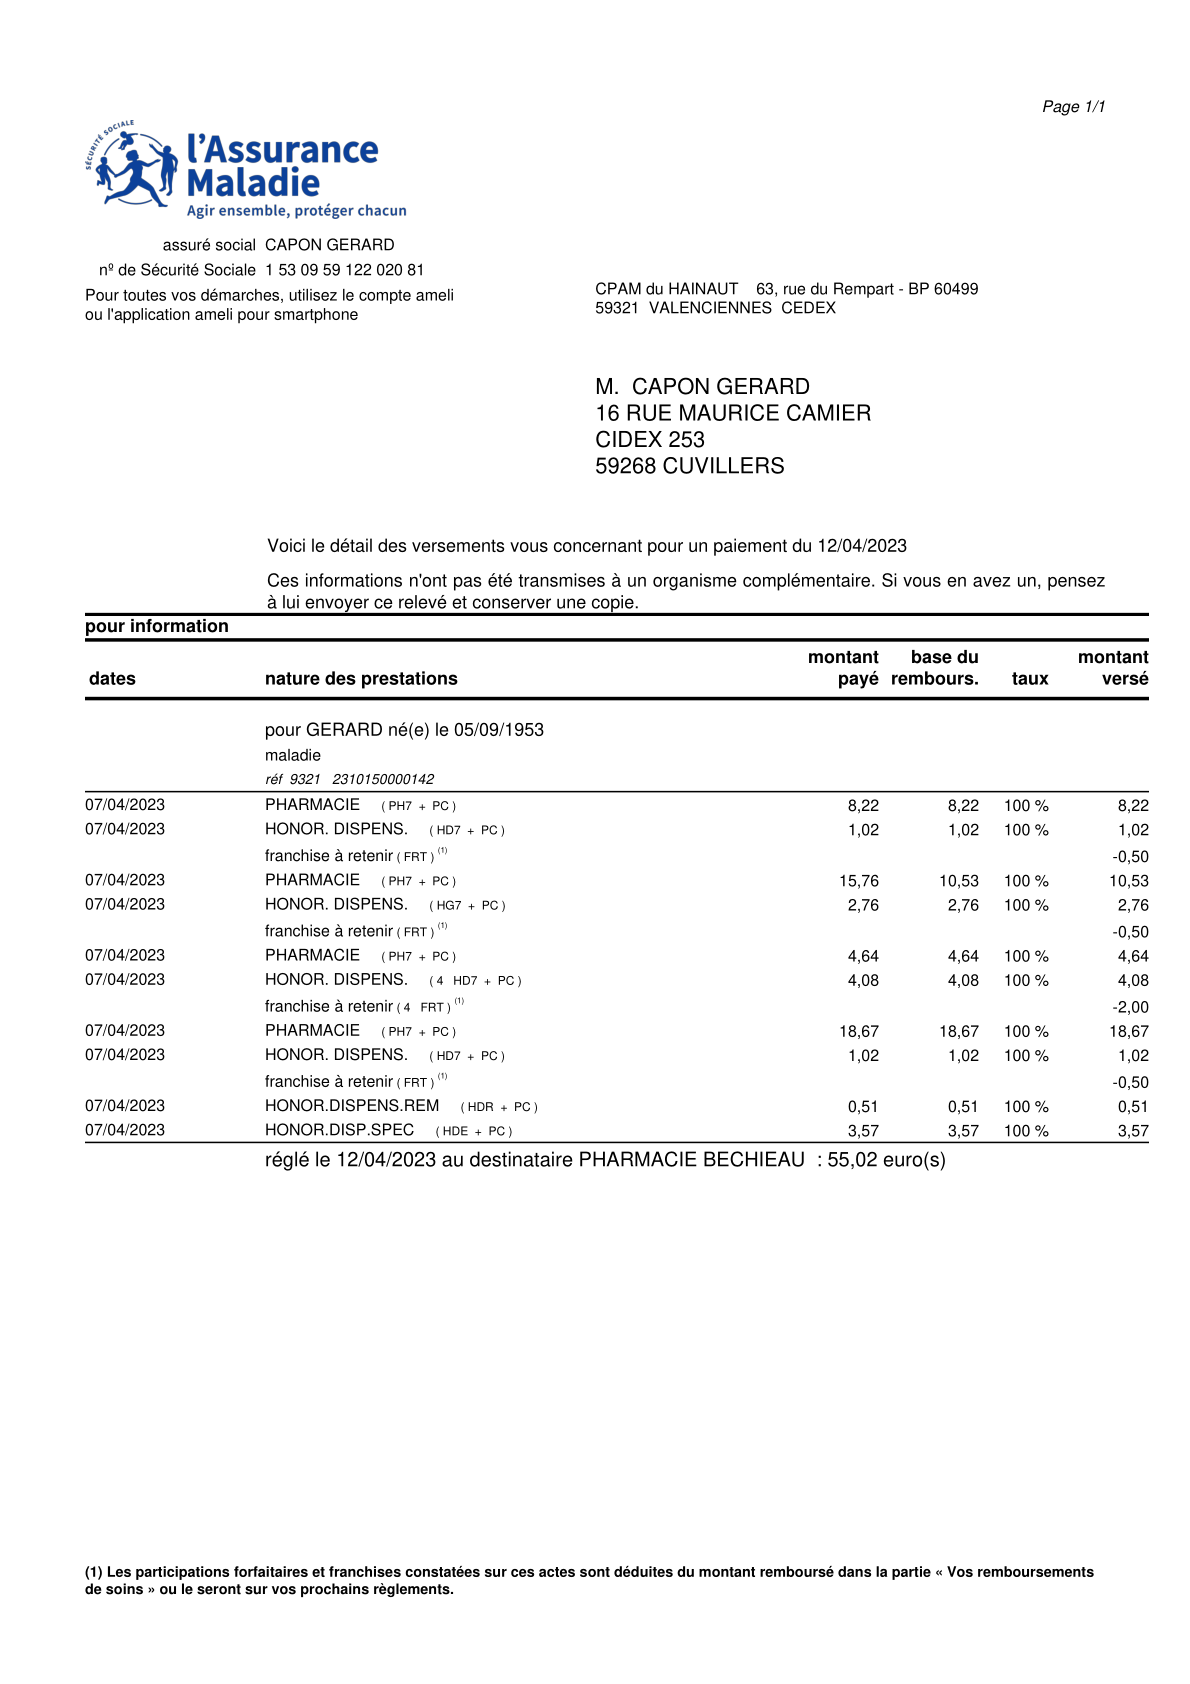 Page 1/1
SÉCURITÉ SOCIALE
l'Assurance
Maladie
Agir ensemble, protéger chacun
assuré social CAPON GERARD
nº de Sécurité Sociale 1 53 09 59 122 020 81
Pour toutes vos démarches, utilisez le compte ameli
ou l'application ameli pour smartphone
CPAM du HAINAUT 63, rue du Rempart - BP 60499
59321 VALENCIENNES CEDEX
M. CAPON GERARD
16 RUE MAURICE CAMIER
CIDEX 253
59268 CUVILLERS
Voici le détail des versements vous concernant pour un paiement du 12/04/2023
Ces informations n'ont pas été transmises à un organisme complémentaire. Si vous en avez un, pensez
à lui envoyer ce relevé et conserver une copie.
pour information
montant base du montant
dates nature des prestations payé rembours. taux versé
pour GERARD né(e) le 05/09/1953
maladie
réf 9321 2310150000142
07/04/2023 PHARMACIE ( PH7 + PC ) 8,22 8,22 100 % 8,22
07/04/2023 HONOR. DISPENS. ( HD7 + PC ) 1,02 1,02 100 % 1,02
franchise à retenir ( FRT ) (1) -0,50
07/04/2023 PHARMACIE ( PH7 + PC ) 15,76 10,53 100 % 10,53
07/04/2023 HONOR. DISPENS. ( HG7 + PC ) 2,76 2,76 100 % 2,76
franchise à retenir ( FRT ) (1) -0,50
07/04/2023 PHARMACIE ( PH7 + PC ) 4,64 4,64 100 % 4,64
07/04/2023 HONOR. DISPENS. ( 4 HD7 + PC ) 4,08 4,08 100 % 4,08
franchise à retenir ( 4 FRT ) (1) -2,00
07/04/2023 PHARMACIE ( PH7 + PC ) 18,67 18,67 100 % 18,67
07/04/2023 HONOR. DISPENS. ( HD7 + PC ) 1,02 1,02 100 % 1,02
franchise à retenir ( FRT ) (1) -0,50
07/04/2023 HONOR.DISPENS.REM ( HDR + PC ) 0,51 0,51 100 % 0,51
07/04/2023 HONOR.DISP.SPEC ( HDE + PC ) 3,57 3,57 100 % 3,57
réglé le 12/04/2023 au destinataire PHARMACIE BECHIEAU : 55,02 euro(s)
(1) Les participations forfaitaires et franchises constatées sur ces actes sont déduites du montant remboursé dans la partie « Vos remboursements
de soins » ou le seront sur vos prochains règlements.